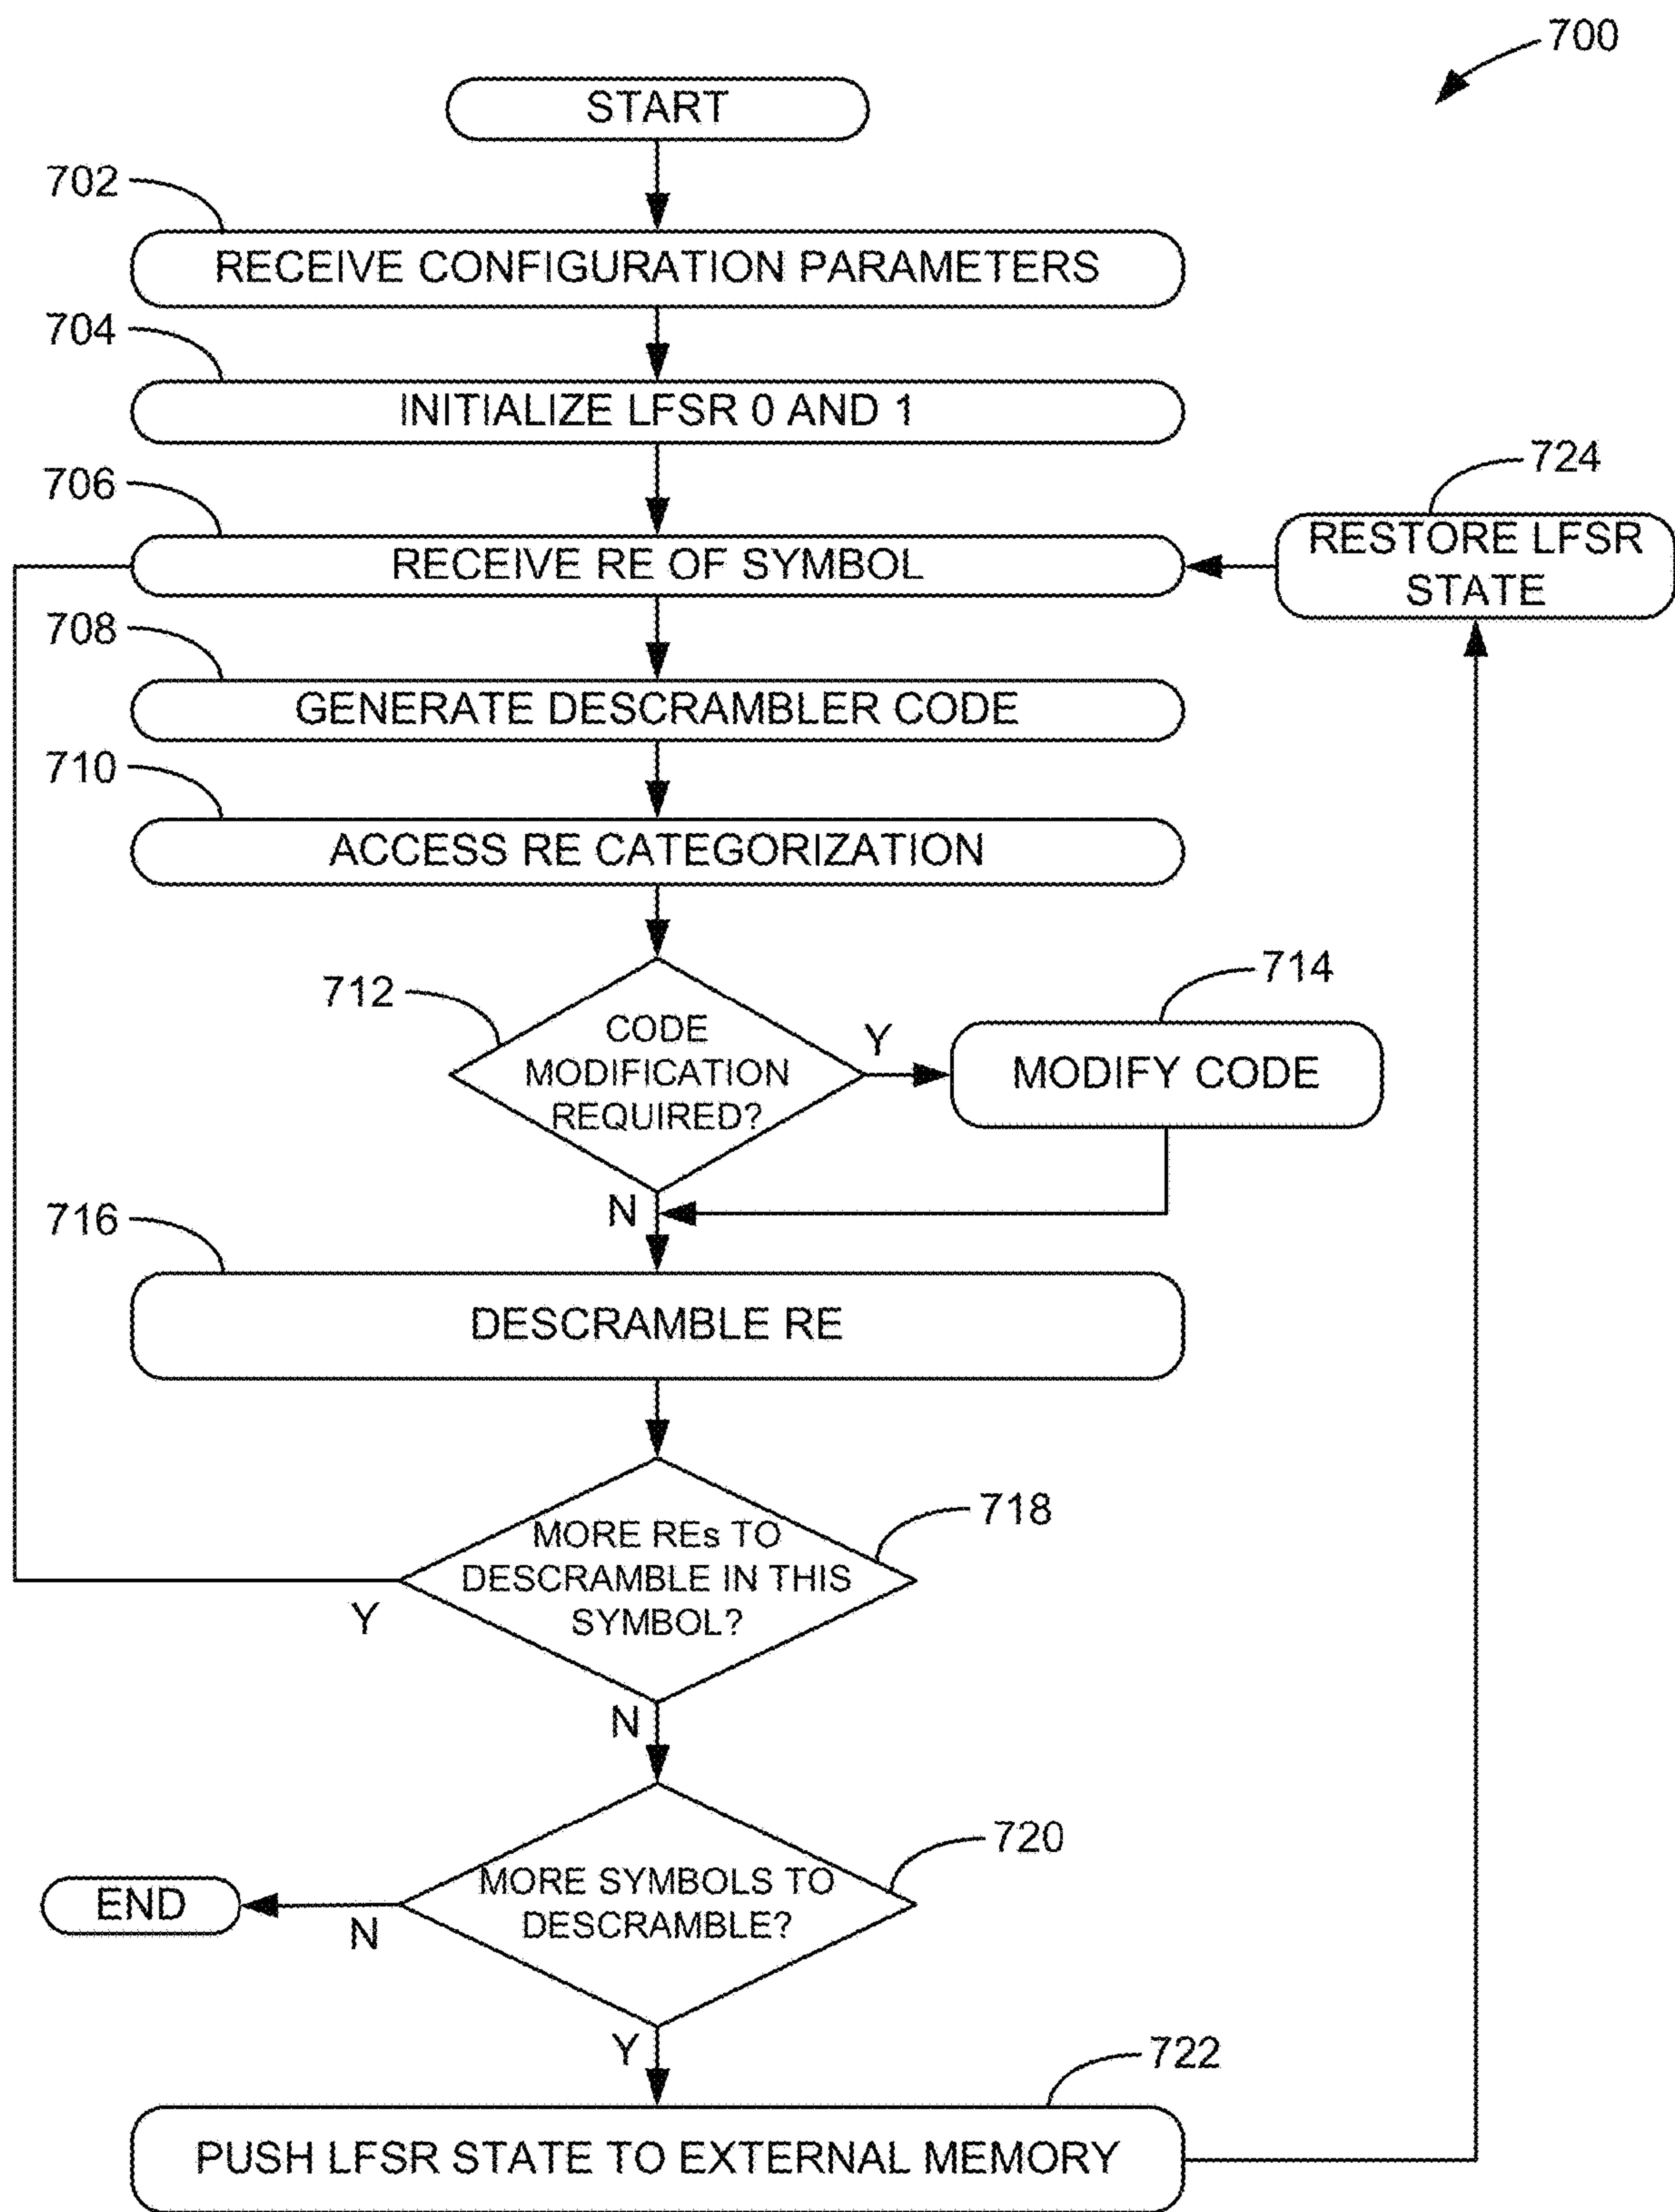 700
START
702
RECEIVE CONFIGURATION PARAMETERS
704
INITIALIZE LFSR 0 AND 1
706
RECEIVE RE OF SYMBOL
724
RESTORE LFSR
STATE
708
GENERATE DESCRAMBLER CODE
710
ACCESS RE CATEGORIZATION
712
CODE
MODIFICATION
REQUIRED?
Y
714
MODIFY CODE
N
716
DESCRAMBLE RE
718
MORE REs TO
DESCRAMBLE IN THIS
SYMBOL?
Y
N
720
MORE SYMBOLS TO
DESCRAMBLE?
END
N
Y
722
PUSH LFSR STATE TO EXTERNAL MEMORY